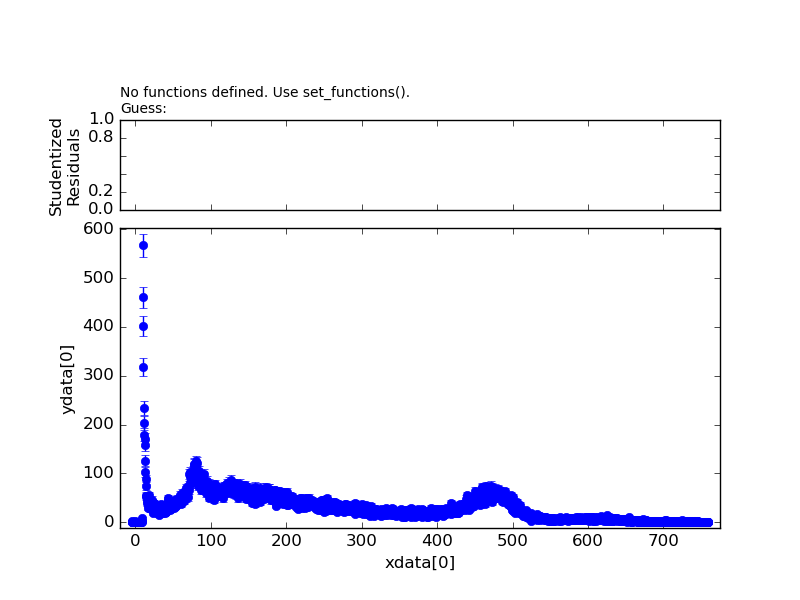 No functions defined. Use set_functions().
Guess:
Studentized
Residuals
1.0
0.8
0.2
0.0
ydata[0]
600
500
400
300
200
100
0
0 100 200 300 400 500 600 700
xdata[0]